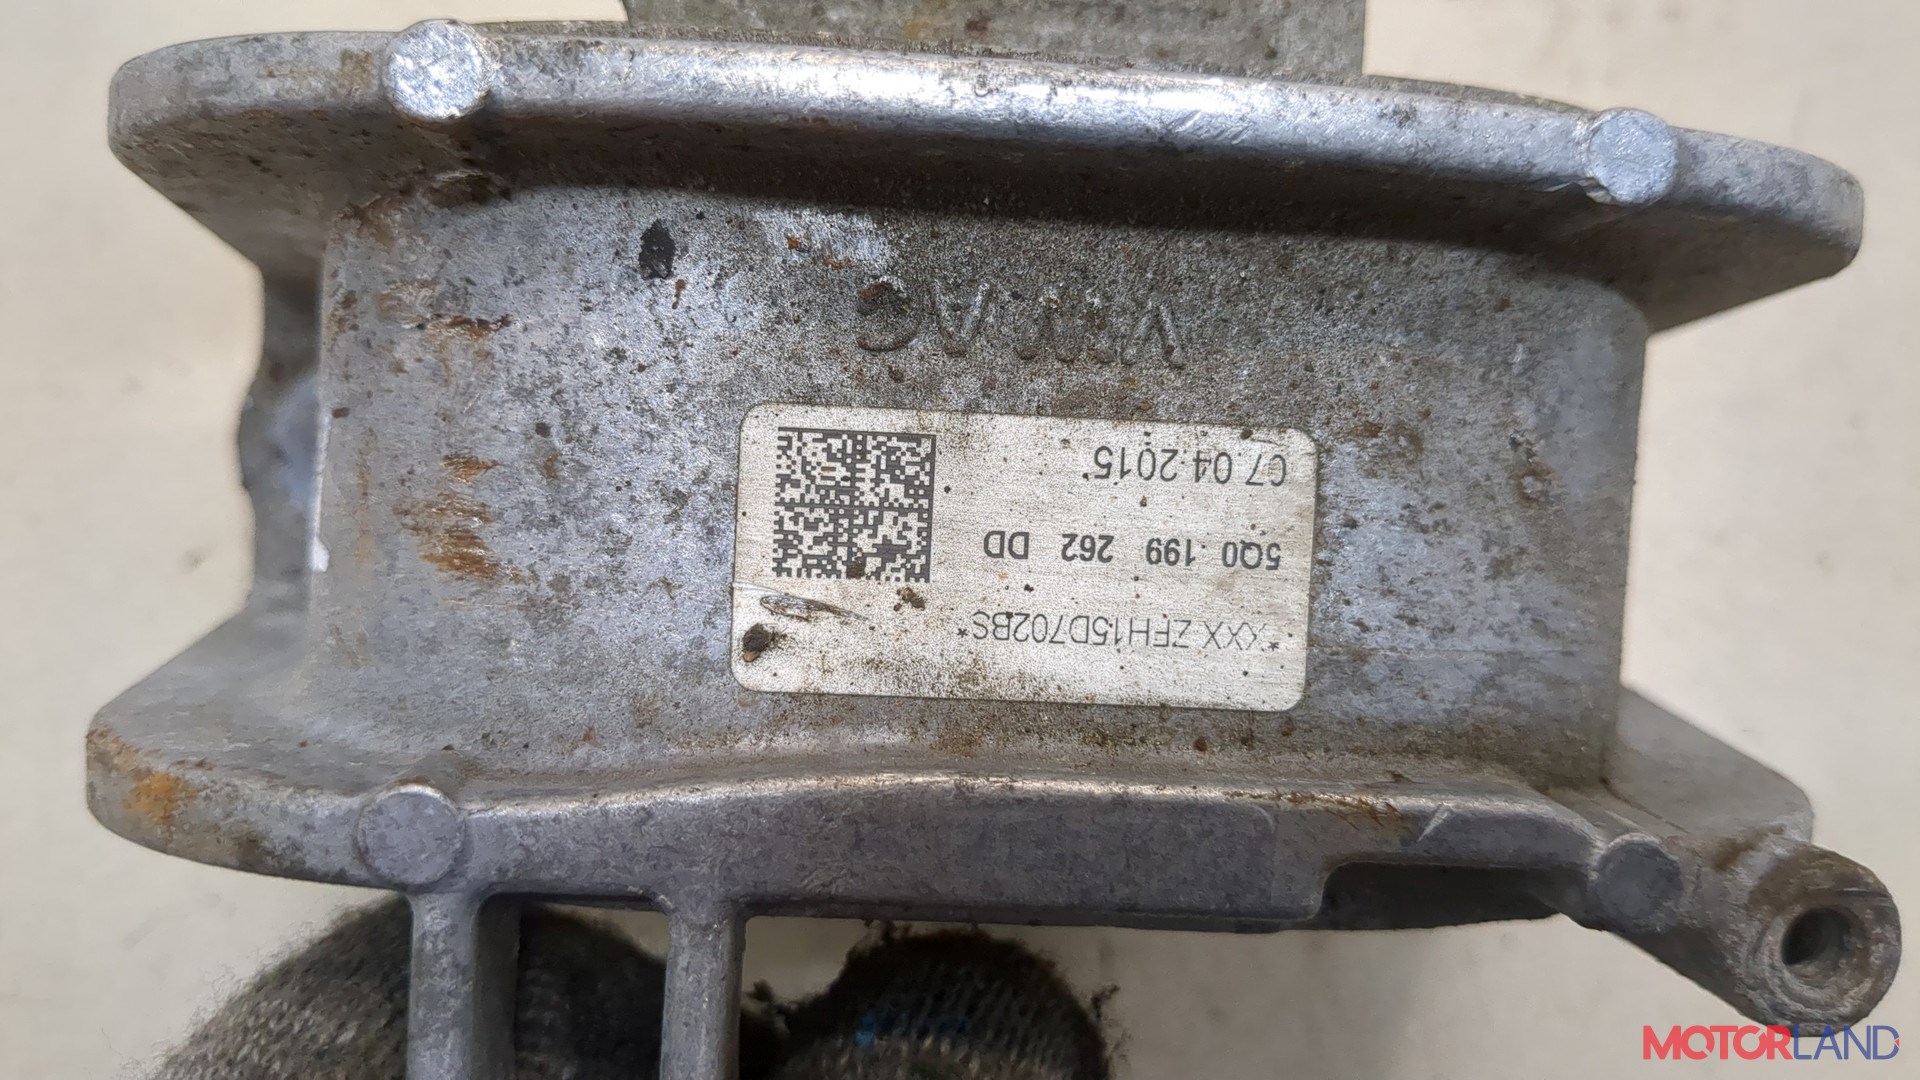 *XXX ZFH15D702BS*
5Q0 199 262 DD
07.04.2015
VWAG
MOTORLAND